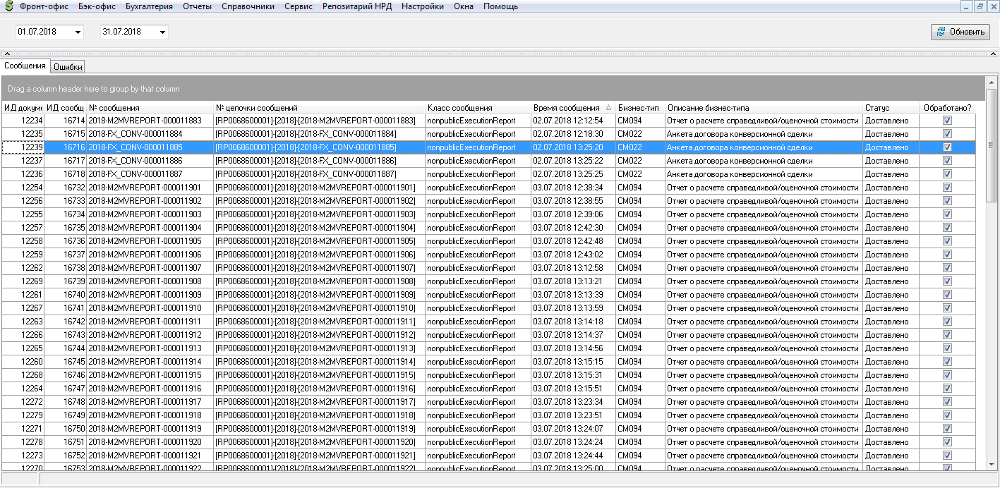 Фронт-офис Бэк-офис Бухгалтерия Отчеты Справочники Сервис Репозитарий НРД Настройки Окна Помощь
01.07.2018 31.07.2018 Обновить
Сообщения Ошибки
Drag a column header here to group by that column
ИД докуме ИД сообщ № сообщения № цепочки сообщений Класс сообщения Время сообщения Бизнес-тип Описание бизнес-типа Статус Обработано?
12234 16714 2018-M2MVREPORT-000011883 [RP0068600001]-[2018]-[2018-M2MVREPORT-000011883] nonpublicExecutionReport 02.07.2018 12:12:54 CM094 Отчет о расчете справедливой/оценочной стоимости Доставлено
12235 16715 2018-FX_CONV-000011884 [RP0068600001]-[2018]-[2018-FX_CONV-000011884] nonpublicExecutionReport 02.07.2018 12:18:30 CM022 Анкета договора конверсионной сделки Доставлено
12239 16716 2018-FX_CONV-000011885 [RP0068600001]-[2018]-[2018-FX_CONV-000011885] nonpublicExecutionReport 02.07.2018 13:25:20 CM022 Анкета договора конверсионной сделки Доставлено
12237 16717 2018-FX_CONV-000011886 [RP0068600001]-[2018]-[2018-FX_CONV-000011886] nonpublicExecutionReport 02.07.2018 13:25:22 CM022 Анкета договора конверсионной сделки Доставлено
12236 16718 2018-FX_CONV-000011887 [RP0068600001]-[2018]-[2018-FX_CONV-000011887] nonpublicExecutionReport 02.07.2018 13:25:25 CM022 Анкета договора конверсионной сделки Доставлено
12254 16732 2018-M2MVREPORT-000011901 [RP0068600001]-[2018]-[2018-M2MVREPORT-000011901] nonpublicExecutionReport 03.07.2018 12:38:34 CM094 Отчет о расчете справедливой/оценочной стоимости Доставлено
12256 16733 2018-M2MVREPORT-000011902 [RP0068600001]-[2018]-[2018-M2MVREPORT-000011902] nonpublicExecutionReport 03.07.2018 12:38:55 CM094 Отчет о расчете справедливой/оценочной стоимости Доставлено
12255 16734 2018-M2MVREPORT-000011903 [RP0068600001]-[2018]-[2018-M2MVREPORT-000011903] nonpublicExecutionReport 03.07.2018 12:39:06 CM094 Отчет о расчете справедливой/оценочной стоимости Доставлено
12257 16735 2018-M2MVREPORT-000011904 [RP0068600001]-[2018]-[2018-M2MVREPORT-000011904] nonpublicExecutionReport 03.07.2018 12:42:30 CM094 Отчет о расчете справедливой/оценочной стоимости Доставлено
12258 16736 2018-M2MVREPORT-000011905 [RP0068600001]-[2018]-[2018-M2MVREPORT-000011905] nonpublicExecutionReport 03.07.2018 12:42:48 CM094 Отчет о расчете справедливой/оценочной стоимости Доставлено
12259 16737 2018-M2MVREPORT-000011906 [RP0068600001]-[2018]-[2018-M2MVREPORT-000011906] nonpublicExecutionReport 03.07.2018 12:43:02 CM094 Отчет о расчете справедливой/оценочной стоимости Доставлено
12262 16738 2018-M2MVREPORT-000011907 [RP0068600001]-[2018]-[2018-M2MVREPORT-000011907] nonpublicExecutionReport 03.07.2018 13:12:58 CM094 Отчет о расчете справедливой/оценочной стоимости Доставлено
12269 16739 2018-M2MVREPORT-000011908 [RP0068600001]-[2018]-[2018-M2MVREPORT-000011908] nonpublicExecutionReport 03.07.2018 13:13:21 CM094 Отчет о расчете справедливой/оценочной стоимости Доставлено
12261 16740 2018-M2MVREPORT-000011909 [RP0068600001]-[2018]-[2018-M2MVREPORT-000011909] nonpublicExecutionReport 03.07.2018 13:13:39 CM094 Отчет о расчете справедливой/оценочной стоимости Доставлено
12267 16741 2018-M2MVREPORT-000011910 [RP0068600001]-[2018]-[2018-M2MVREPORT-000011910] nonpublicExecutionReport 03.07.2018 13:13:59 CM094 Отчет о расчете справедливой/оценочной стоимости Доставлено
12263 16742 2018-M2MVREPORT-000011911 [RP0068600001]-[2018]-[2018-M2MVREPORT-000011911] nonpublicExecutionReport 03.07.2018 13:14:18 CM094 Отчет о расчете справедливой/оценочной стоимости Доставлено
12266 16743 2018-M2MVREPORT-000011912 [RP0068600001]-[2018]-[2018-M2MVREPORT-000011912] nonpublicExecutionReport 03.07.2018 13:14:37 CM094 Отчет о расчете справедливой/оценочной стоимости Доставлено
12265 16744 2018-M2MVREPORT-000011913 [RP0068600001]-[2018]-[2018-M2MVREPORT-000011913] nonpublicExecutionReport 03.07.2018 13:14:56 CM094 Отчет о расчете справедливой/оценочной стоимости Доставлено
12260 16745 2018-M2MVREPORT-000011914 [RP0068600001]-[2018]-[2018-M2MVREPORT-000011914] nonpublicExecutionReport 03.07.2018 13:15:15 CM094 Отчет о расчете справедливой/оценочной стоимости Доставлено
12268 16746 2018-M2MVREPORT-000011915 [RP0068600001]-[2018]-[2018-M2MVREPORT-000011915] nonpublicExecutionReport 03.07.2018 13:15:31 CM094 Отчет о расчете справедливой/оценочной стоимости Доставлено
12264 16747 2018-M2MVREPORT-000011916 [RP0068600001]-[2018]-[2018-M2MVREPORT-000011916] nonpublicExecutionReport 03.07.2018 13:15:51 CM094 Отчет о расчете справедливой/оценочной стоимости Доставлено
12272 16748 2018-M2MVREPORT-000011917 [RP0068600001]-[2018]-[2018-M2MVREPORT-000011917] nonpublicExecutionReport 03.07.2018 13:23:34 CM094 Отчет о расчете справедливой/оценочной стоимости Доставлено
12279 16749 2018-M2MVREPORT-000011918 [RP0068600001]-[2018]-[2018-M2MVREPORT-000011918] nonpublicExecutionReport 03.07.2018 13:23:51 CM094 Отчет о расчете справедливой/оценочной стоимости Доставлено
12271 16750 2018-M2MVREPORT-000011919 [RP0068600001]-[2018]-[2018-M2MVREPORT-000011919] nonpublicExecutionReport 03.07.2018 13:24:07 CM094 Отчет о расчете справедливой/оценочной стоимости Доставлено
12278 16751 2018-M2MVREPORT-000011920 [RP0068600001]-[2018]-[2018-M2MVREPORT-000011920] nonpublicExecutionReport 03.07.2018 13:24:24 CM094 Отчет о расчете справедливой/оценочной стоимости Доставлено
12273 16752 2018-M2MVREPORT-000011921 [RP0068600001]-[2018]-[2018-M2MVREPORT-000011921] nonpublicExecutionReport 03.07.2018 13:24:44 CM094 Отчет о расчете справедливой/оценочной стоимости Доставлено
12270 16753 2018-M2MVREPORT-000011922 [RP0068600001]-[2018]-[2018-M2MVREPORT-000011922] nonpublicExecutionReport 03.07.2018 13:25:00 CM094 Отчет о расчете справедливой/оценочной стоимости Доставлено